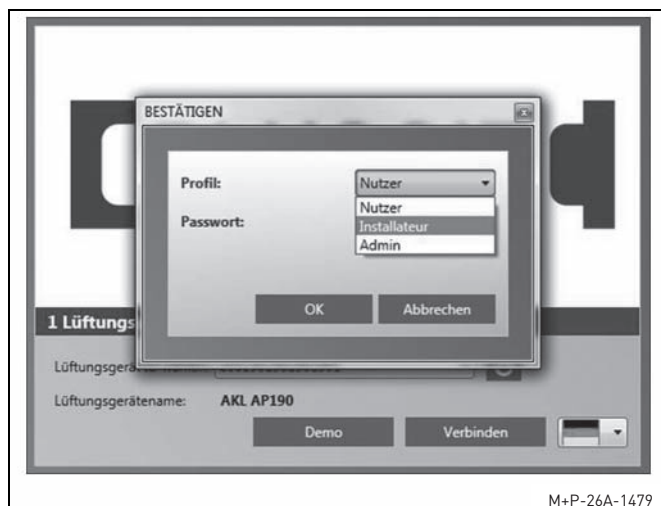 BESTÄTIGEN
Profil:
Nutzer
Nutzer
Passwort:
Installateur
Admin
OK
Abbrechen
1 Lüftungs
Lüftungsgerä
Lüftungsgerätename:
AKL AP190
Demo
Verbinden
M+P-26A-1479